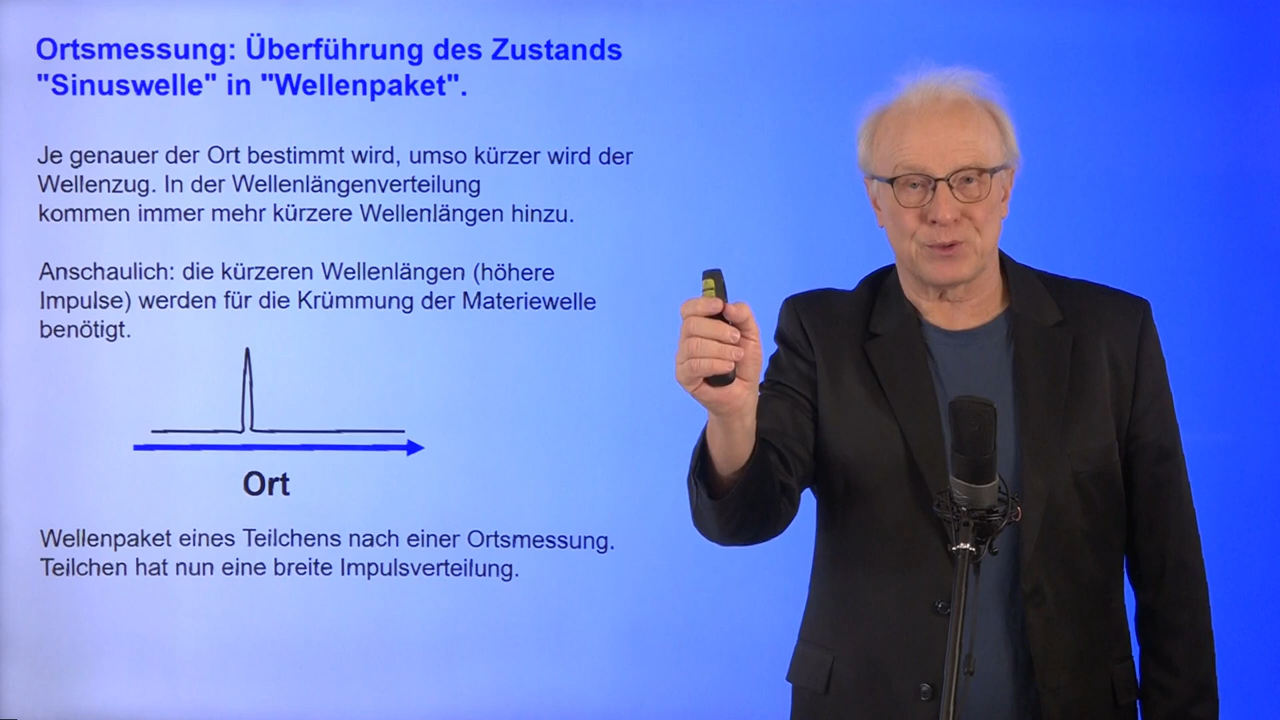 Ortsmessung: Überführung des Zustands
"Sinuswelle" in "Wellenpaket".
Je genauer der Ort bestimmt wird, umso kürzer wird der
Wellenzug. In der Wellenlängenverteilung
kommen immer mehr kürzere Wellenlängen hinzu.
Anschaulich: die kürzeren Wellenlängen (höhere
Impulse) werden für die Krümmung der Materiewelle
benötigt.
Ort
Wellenpaket eines Teilchens nach einer Ortsmessung.
Teilchen hat nun eine breite Impulsverteilung.